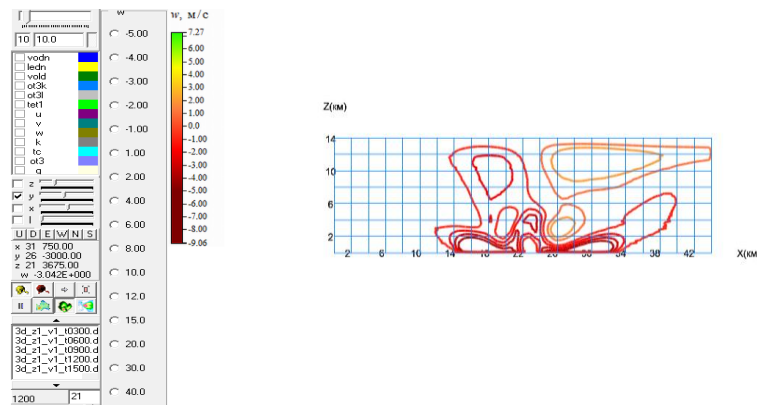 w
10 10.0
vodn
ledn
vold
ot3k
ot3l
tet1
u
v
w
k
tc
ot3
q
z
y
x
l
U D E W N S
x 31 750.00
y 26 -3000.00
z 21 3675.00
w -3.042E+000
3d_z1_v1_t0300.d
3d_z1_v1_t0600.d
3d_z1_v1_t0900.d
3d_z1_v1_t1200.d
3d_z1_v1_t1500.d
1200 21
-5.00
-4.00
-3.00
-2.00
-1.00
1.00
2.00
4.00
6.00
8.00
10.0
12.0
15.0
20.0
30.0
40.0
w, м/с
7.27
6.00
5.00
4.00
3.00
2.00
1.00
0.0
-1.00
-2.00
-3.00
-4.00
-5.00
-6.00
-7.00
-8.00
-9.06
Z(км)
14
10
6
2
2 6 10 14 18 22 26 30 34 38 42
X(км